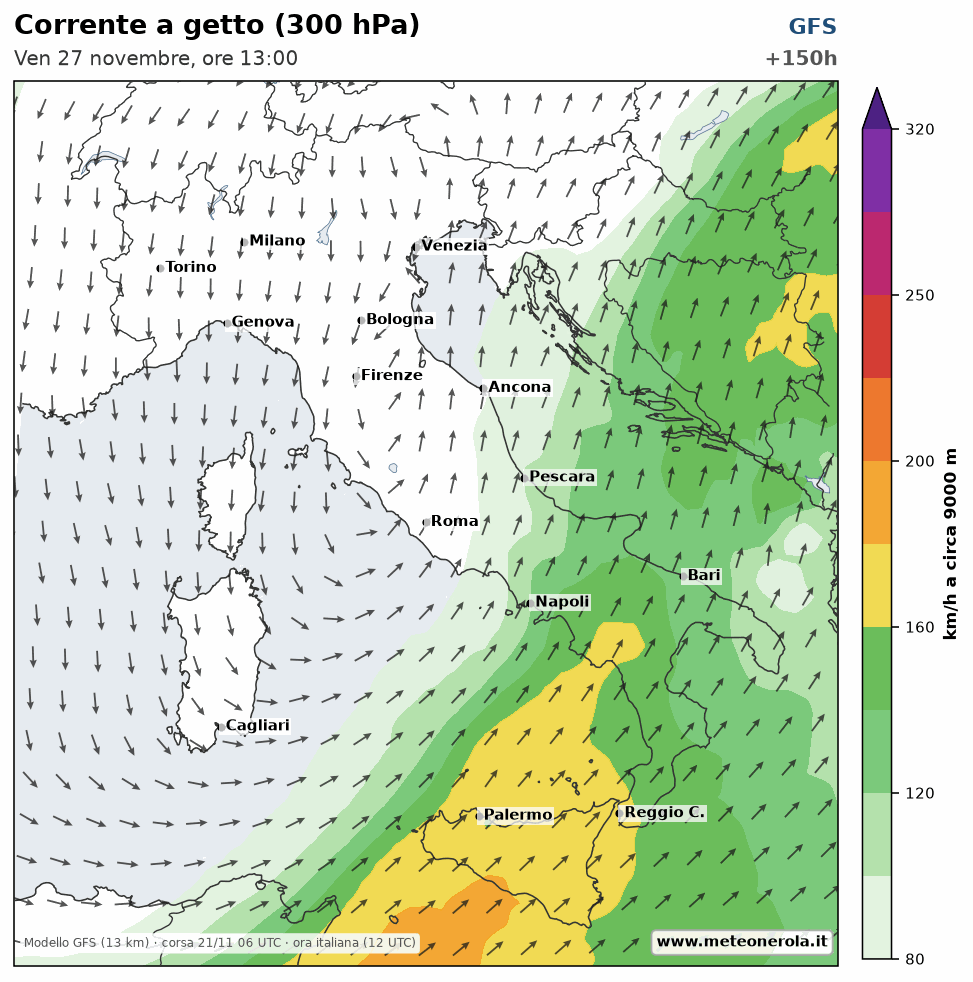 Corrente a getto (300 hPa)
GFS
Ven 27 novembre, ore 13:00
+150h
320
Milano
Venezia
Torino
250
Genova
Bologna
Firenze
Ancona
200
Pescara
Roma
km/h a circa 9000 m
Bari
Napoli
160
Cagliari
120
Palermo
Reggio C.
Modello GFS (13 km) · corsa 21/11 06 UTC · ora italiana (12 UTC)
www.meteonerola.it
80